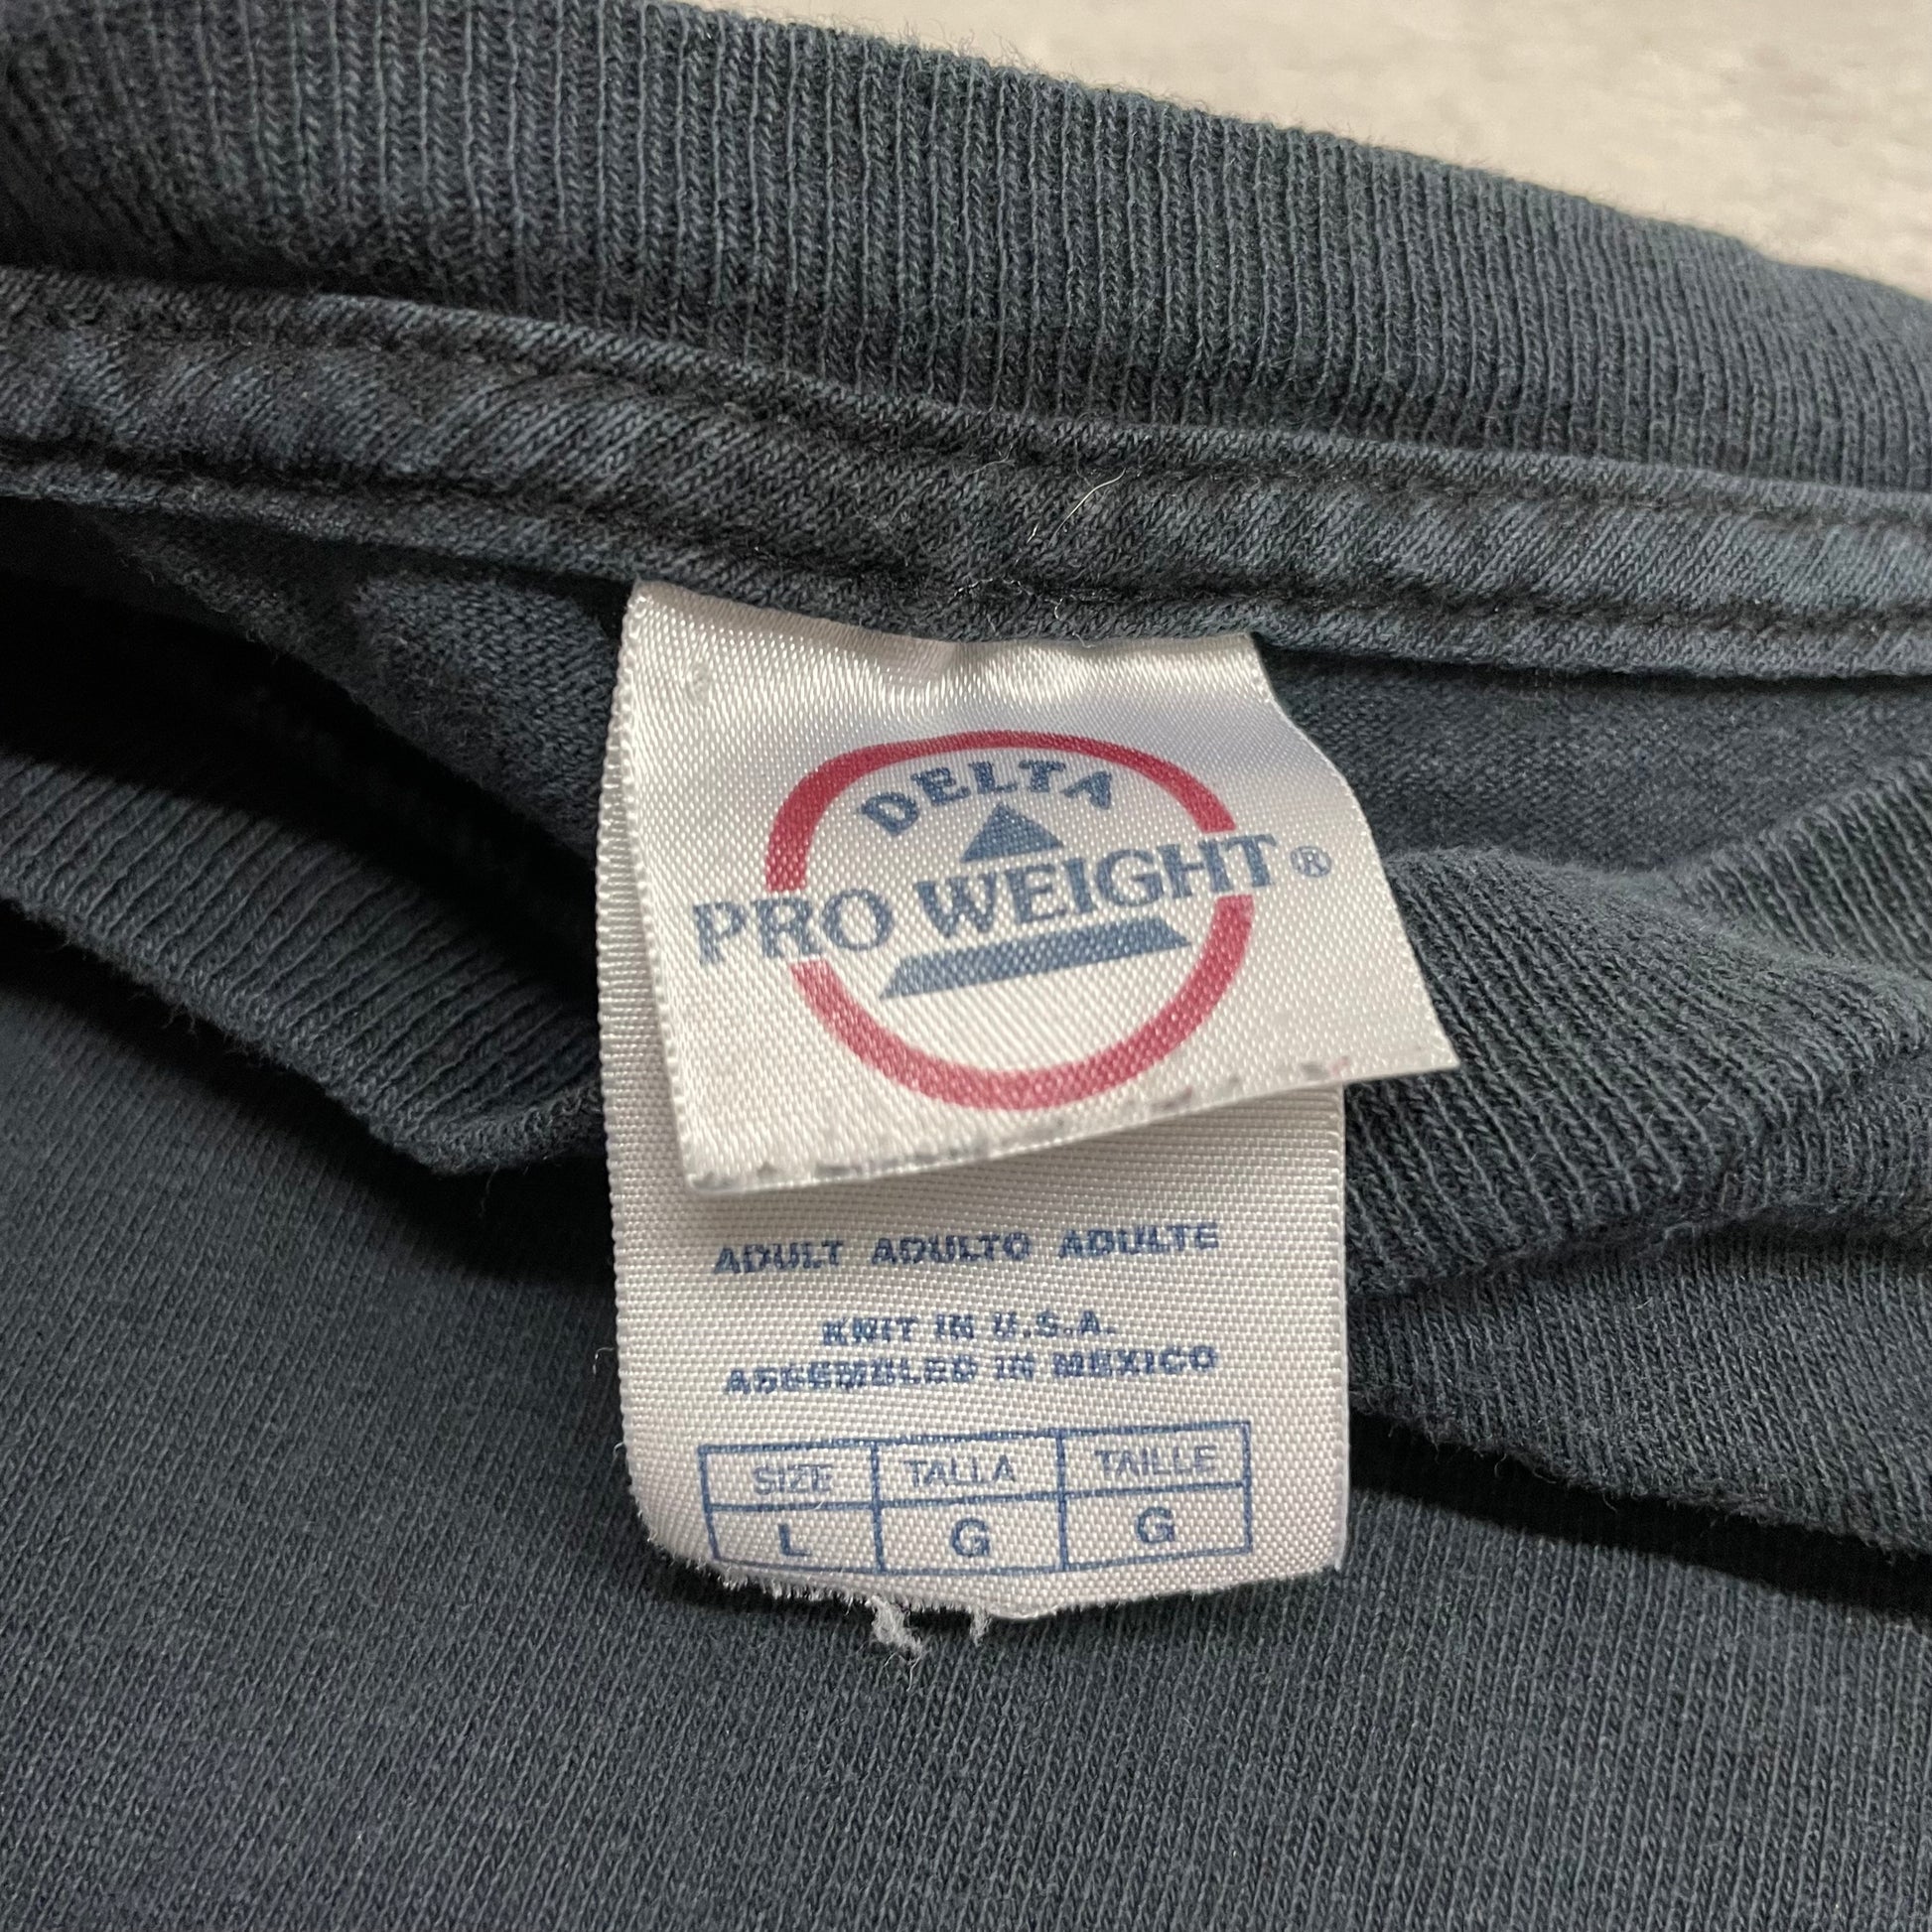 DELTA
PRO WEIGHT®
ADULT ADULTO ADULTE
KNIT IN U.S.A.
ASSEMBLED IN MEXICO
SIZE TALLA TAILLE
L G G